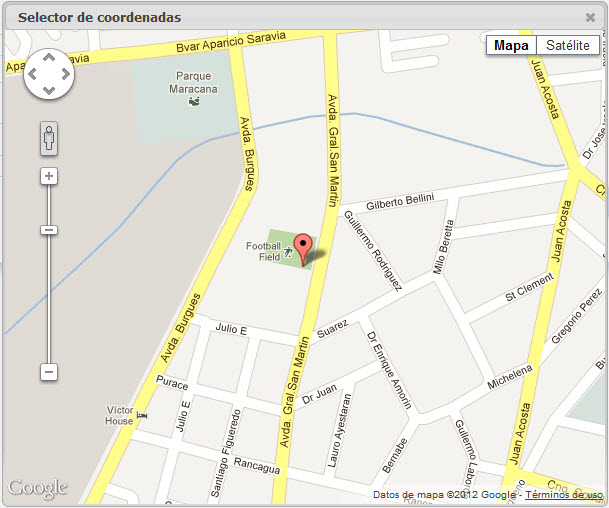 Selector de coordenadas
Bvar Aparicio Saravia
Mapa
Satélite
Parque
Maracana
Avda. Burgues
Avda. Gral.San Martin
Juan Acosta
Gilberto Bellini
Guillermo Rodriguez
Milo Beretta
Juan Acosta
Football
Field
St Clement
Gregorio Perez
Avda. Burgues
Julio E
Suarez
Dr Enrique Amorin
Michelena
Purace
Dr Juan
Avda. Gral.San Martin
Victor
House
Julio E
Santiago Figueredo
Lauro Ayestaran
Bernabe
Juan Acosta
Rancagua
Google
Datos de mapa ©2012 Google - Términos de uso